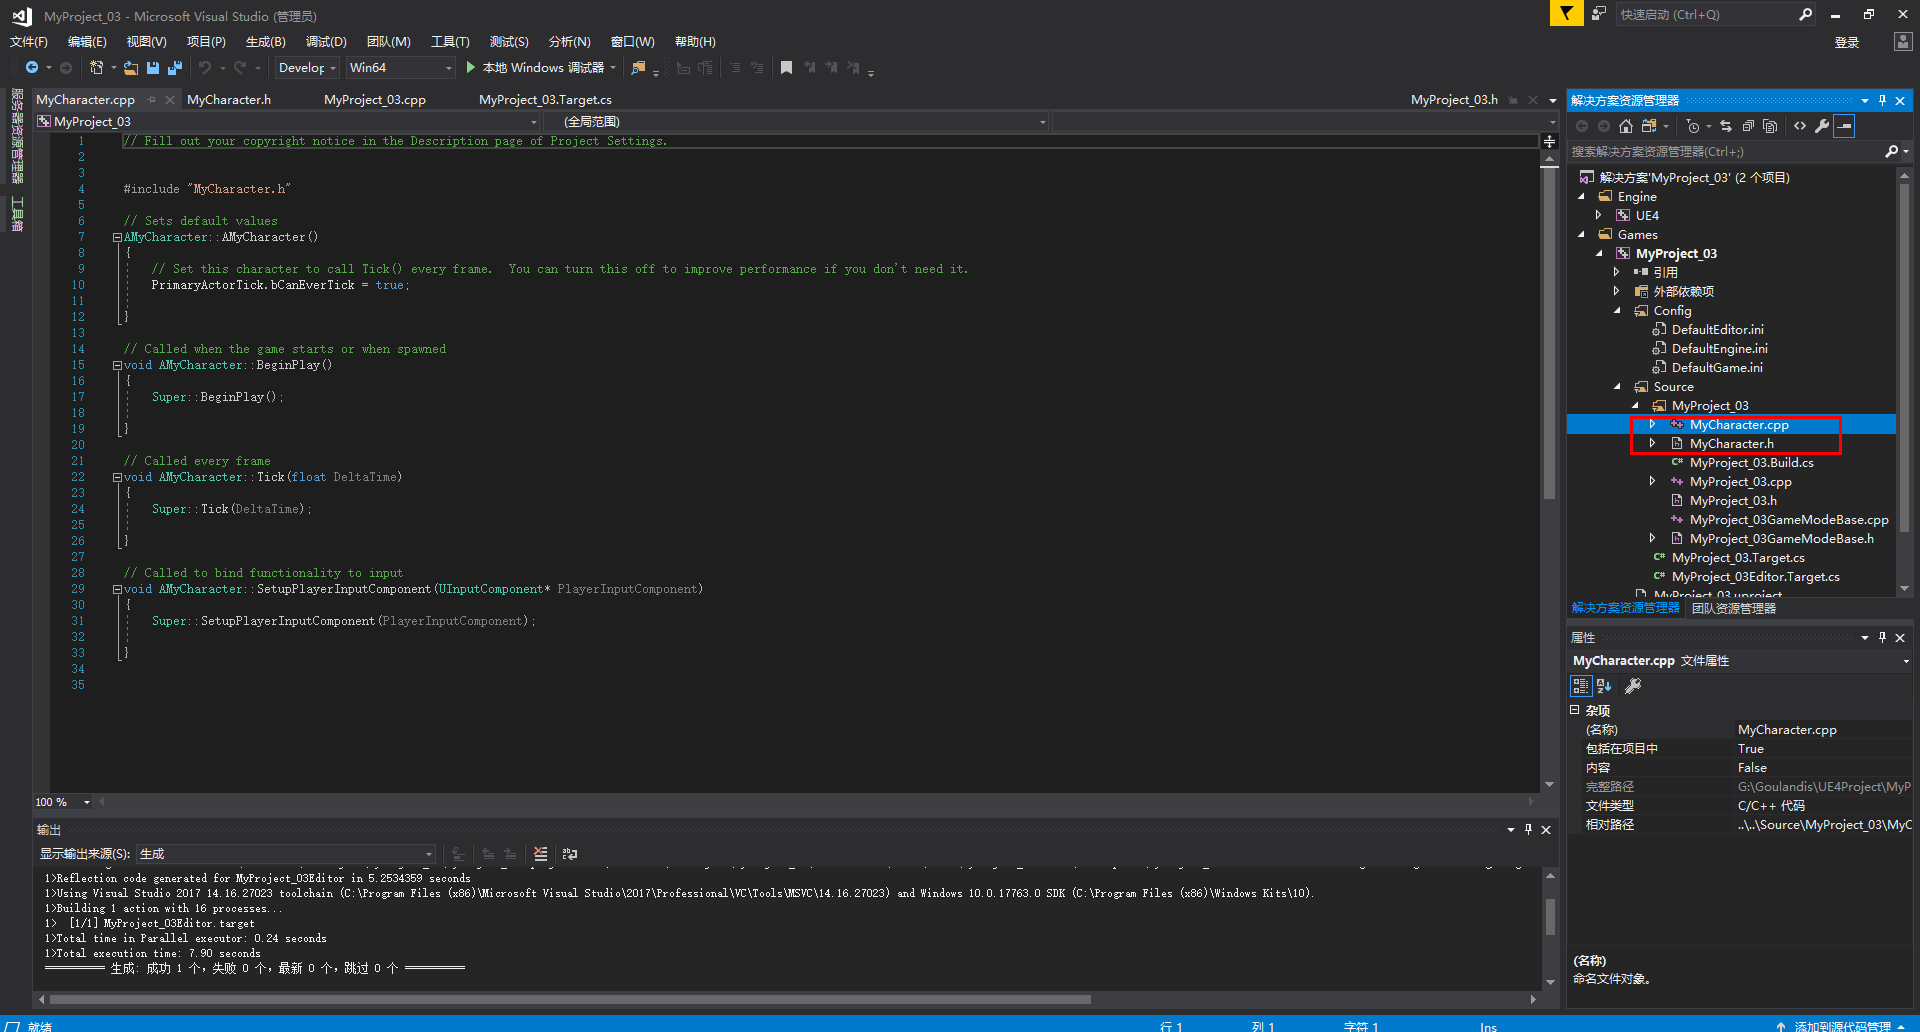 MyProject_03 - Microsoft Visual Studio (管理员)
快速启动 (Ctrl+Q)
文件(F) 编辑(E) 视图(V) 项目(P) 生成(B) 调试(D) 团队(M) 工具(T) 测试(S) 分析(N) 窗口(W) 帮助(H)
登录
Develop Win64 本地 Windows 调试器
服务器资源管理器
工具箱
MyCharacter.cpp MyCharacter.h MyProject_03.cpp MyProject_03.Target.cs MyProject_03.h
MyProject_03 (全局范围)
1 // Fill out your copyright notice in the Description page of Project Settings.
2
3
4 #include "MyCharacter.h"
5
6 // Sets default values
7 AMyCharacter::AMyCharacter()
8 {
9 // Set this character to call Tick() every frame.  You can turn this off to improve performance if you don't need it.
10 PrimaryActorTick.bCanEverTick = true;
11
12 }
13
14 // Called when the game starts or when spawned
15 void AMyCharacter::BeginPlay()
16 {
17 Super::BeginPlay();
18
19 }
20
21 // Called every frame
22 void AMyCharacter::Tick(float DeltaTime)
23 {
24 Super::Tick(DeltaTime);
25
26 }
27
28 // Called to bind functionality to input
29 void AMyCharacter::SetupPlayerInputComponent(UInputComponent* PlayerInputComponent)
30 {
31 Super::SetupPlayerInputComponent(PlayerInputComponent);
32
33 }
34
35
100 %
输出
显示输出来源(S): 生成
1>Reflection code generated for MyProject_03Editor in 5.2534359 seconds
1>Using Visual Studio 2017 14.16.27023 toolchain (C:\Program Files (x86)\Microsoft Visual Studio\2017\Professional\VC\Tools\MSVC\14.16.27023) and Windows 10.0.17763.0 SDK (C:\Program Files (x86)\Windows Kits\10).
1>Building 1 action with 16 processes...
1> [1/1] MyProject_03Editor.target
1>Total time in Parallel executor: 0.24 seconds
1>Total execution time: 7.90 seconds
========== 生成: 成功 1 个，失败 0 个，最新 0 个，跳过 0 个 ==========
解决方案资源管理器
搜索解决方案资源管理器(Ctrl+;)
解决方案'MyProject_03' (2 个项目)
Engine
UE4
Games
MyProject_03
引用
外部依赖项
Config
DefaultEditor.ini
DefaultEngine.ini
DefaultGame.ini
Source
MyProject_03
MyCharacter.cpp
MyCharacter.h
MyProject_03.Build.cs
MyProject_03.cpp
MyProject_03.h
MyProject_03GameModeBase.cpp
MyProject_03GameModeBase.h
MyProject_03.Target.cs
MyProject_03Editor.Target.cs
MyProject_03.uproject
解决方案资源管理器 团队资源管理器
属性
MyCharacter.cpp 文件属性
杂项
(名称) MyCharacter.cpp
包括在项目中 True
内容 False
完整路径 G:\Goulandis\UE4Project\MyP
文件类型 C/C++ 代码
相对路径 ..\..\Source\MyProject_03\MyC
(名称)
命名文件对象。
就绪 行 1 列 1 字符 1 Ins 添加到源代码管理